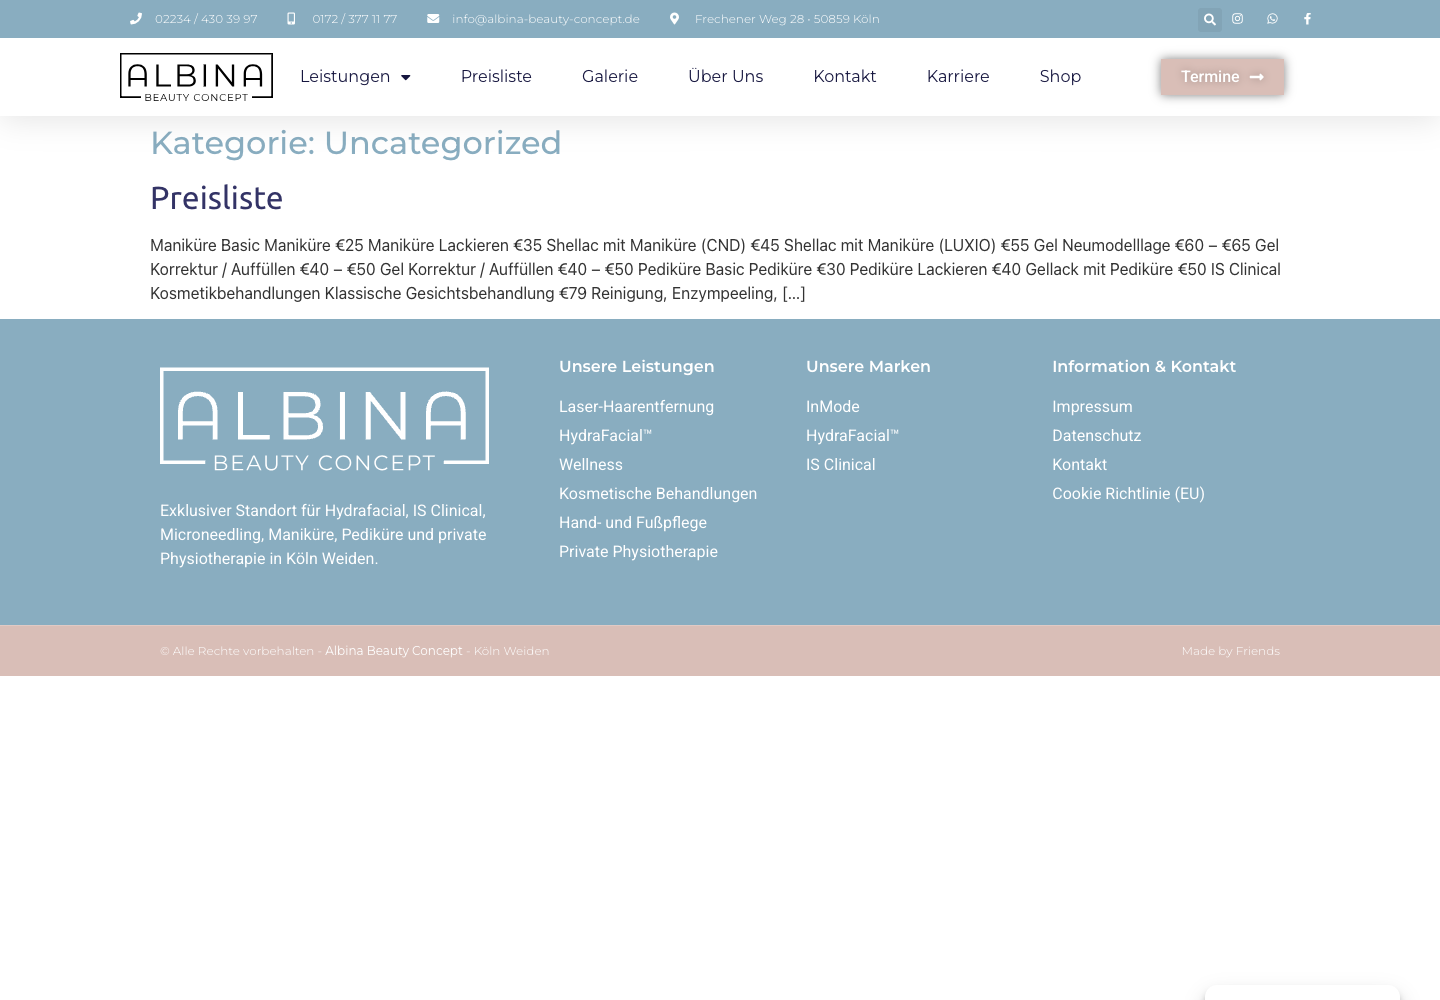 02234 / 430 39 97
0172 / 377 11 77
info@albina-beauty-concept.de
Frechener Weg 28 • 50859 Köln
ALBINA
BEAUTY CONCEPT
Leistungen
Preisliste
Galerie
Über Uns
Kontakt
Karriere
Shop
Termine
Kategorie: Uncategorized
Preisliste
Maniküre Basic Maniküre €25 Maniküre Lackieren €35 Shellac mit Maniküre (CND) €45 Shellac mit Maniküre (LUXIO) €55 Gel Neumodelllage €60 – €65 Gel
Korrektur / Auffüllen €40 – €50 Gel Korrektur / Auffüllen €40 – €50 Pediküre Basic Pediküre €30 Pediküre Lackieren €40 Gellack mit Pediküre €50 IS Clinical
Kosmetikbehandlungen Klassische Gesichtsbehandlung €79 Reinigung, Enzympeeling, […]
ALBINA
BEAUTY CONCEPT
Exklusiver Standort für Hydrafacial, IS Clinical,
Microneedling, Maniküre, Pediküre und private
Physiotherapie in Köln Weiden.
Unsere Leistungen
Laser-Haarentfernung
HydraFacial™
Wellness
Kosmetische Behandlungen
Hand- und Fußpflege
Private Physiotherapie
Unsere Marken
InMode
HydraFacial™
IS Clinical
Information & Kontakt
Impressum
Datenschutz
Kontakt
Cookie Richtlinie (EU)
© Alle Rechte vorbehalten - Albina Beauty Concept - Köln Weiden
Made by Friends